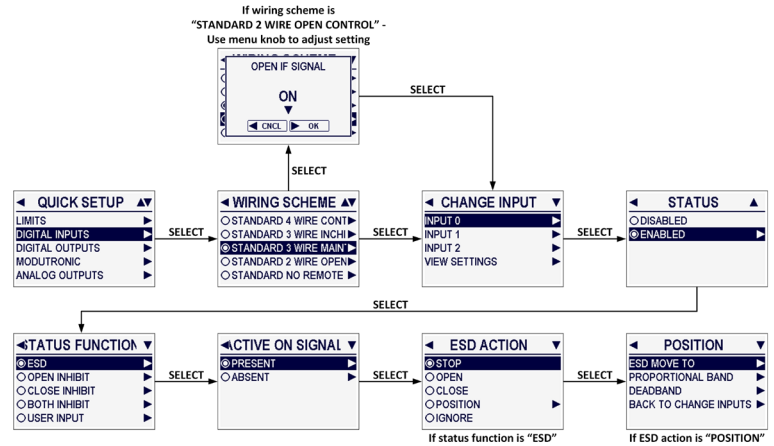 If wiring scheme is
“STANDARD 2 WIRE OPEN CONTROL” -
Use menu knob to adjust setting
OPEN IF SIGNAL
ON
CNCL OK
SELECT
SELECT
QUICK SETUP
LIMITS
DIGITAL INPUTS
DIGITAL OUTPUTS
MODUTRONIC
ANALOG OUTPUTS
SELECT
WIRING SCHEME
STANDARD 4 WIRE CONT
STANDARD 3 WIRE INCHI
STANDARD 3 WIRE MAIN
STANDARD 2 WIRE OPEN
STANDARD NO REMOTE
SELECT
CHANGE INPUT
INPUT 0
INPUT 1
INPUT 2
VIEW SETTINGS
SELECT
STATUS
DISABLED
ENABLED
SELECT
STATUS FUNCTION
ESD
OPEN INHIBIT
CLOSE INHIBIT
BOTH INHIBIT
USER INPUT
SELECT
ACTIVE ON SIGNAL
PRESENT
ABSENT
SELECT
ESD ACTION
STOP
OPEN
CLOSE
POSITION
IGNORE
If status function is “ESD”
SELECT
POSITION
ESD MOVE TO
PROPORTIONAL BAND
DEADBAND
BACK TO CHANGE INPUTS
If ESD action is “POSITION”